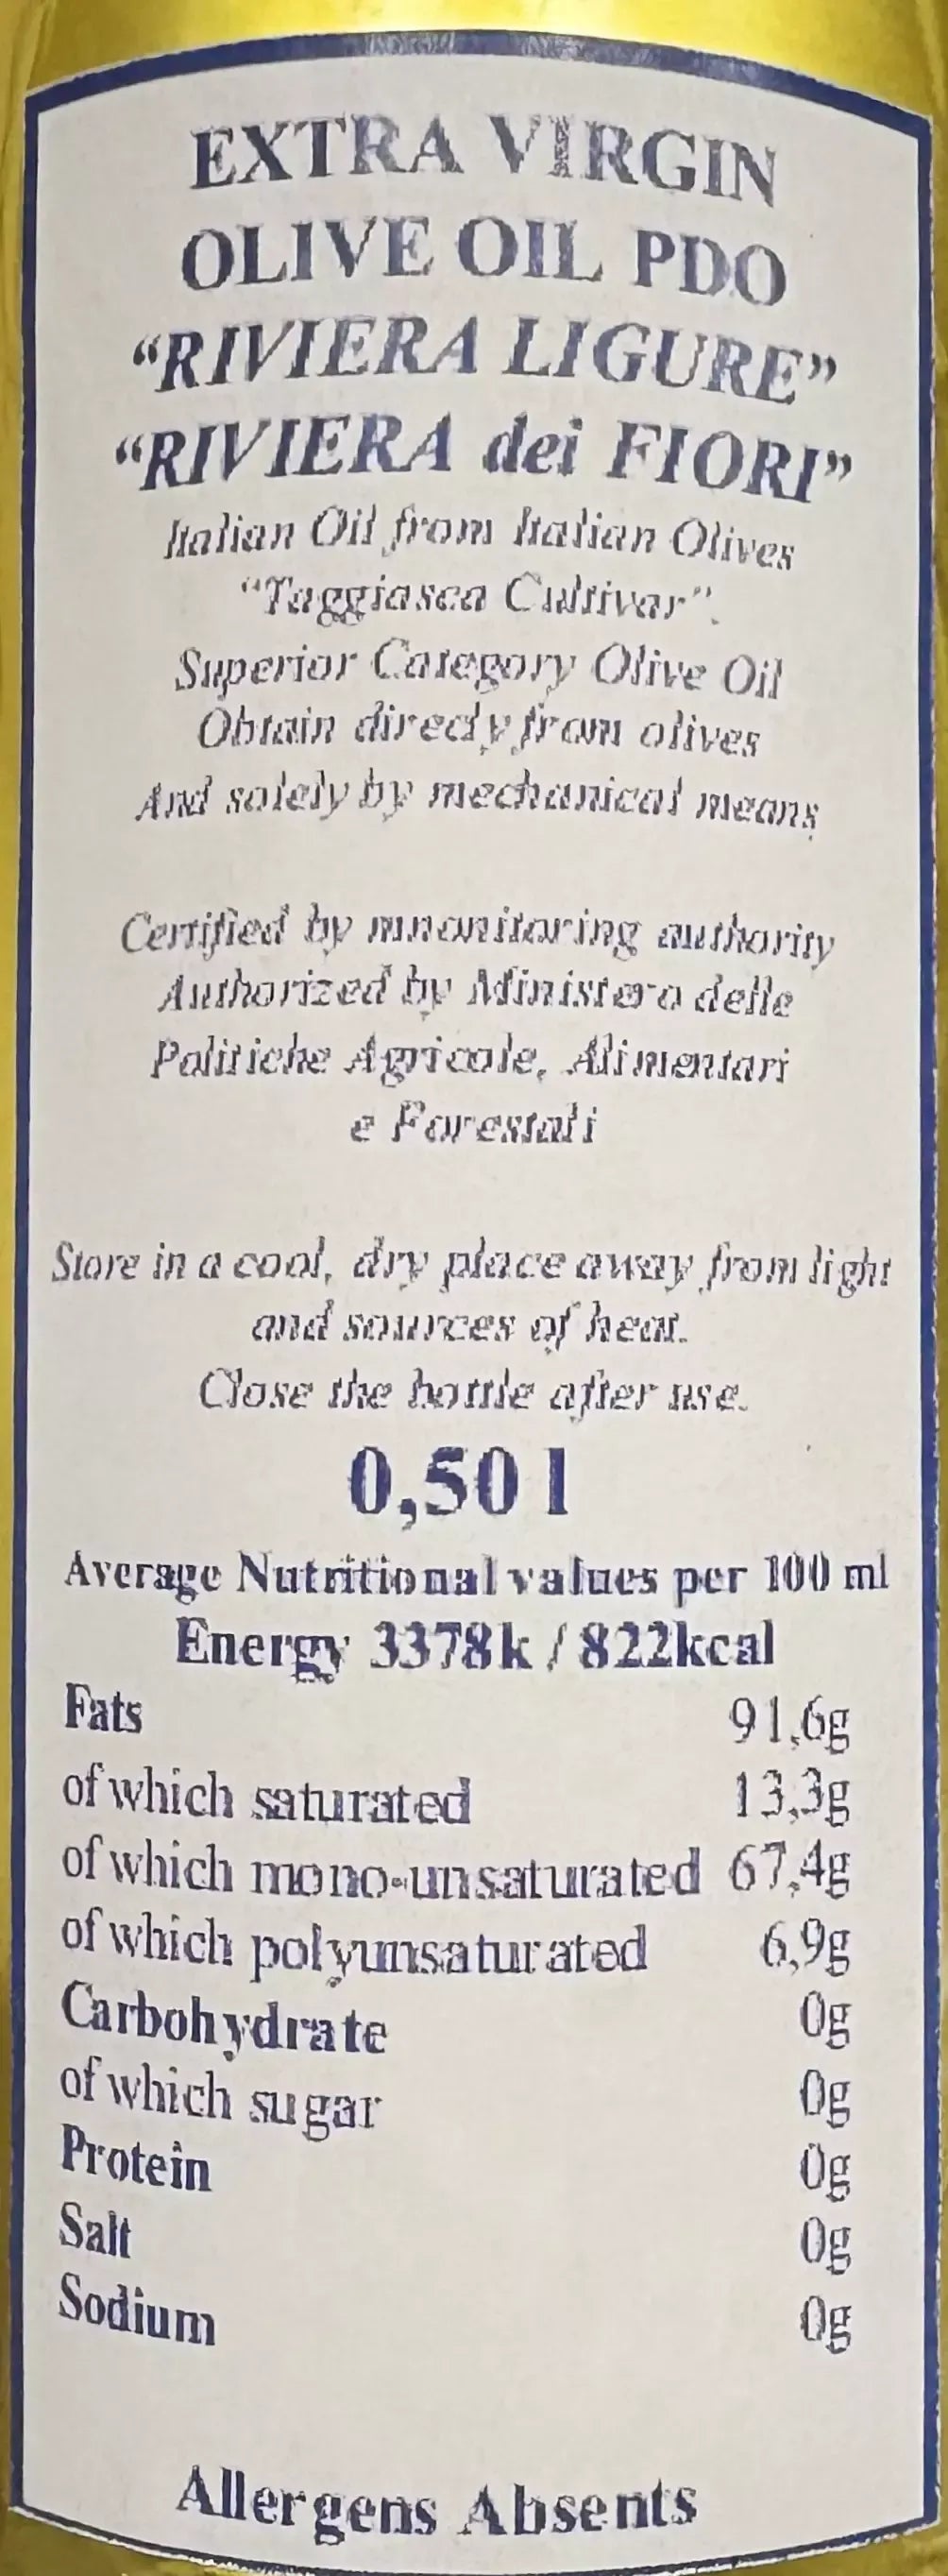 EXTRA VIRGIN
OLIVE OIL PDO
“RIVIERA LIGURE”
“RIVIERA dei FIORI”
Italian Oil from Italian Olives
“Taggiasca Cultivar”.
Superior Category Olive Oil
Obtain direcly from olives
And solely by mechanical means
Certified by mnonitoring authority
Authorized by Ministero delle
Politiche Agricole, Alimentari
e Forestali
Store in a cool, dry place away from light
and sources of heat.
Close the bottle after use.
0,50 l
Average Nutritional values per 100 ml
Energy 3378k / 822kcal
Fats 91,6g
of which saturated 13,3g
of which mono-unsaturated 67,4g
of which polyunsaturated 6,9g
Carbohydrate 0g
of which sugar 0g
Protein 0g
Salt 0g
Sodium 0g
Allergens Absents